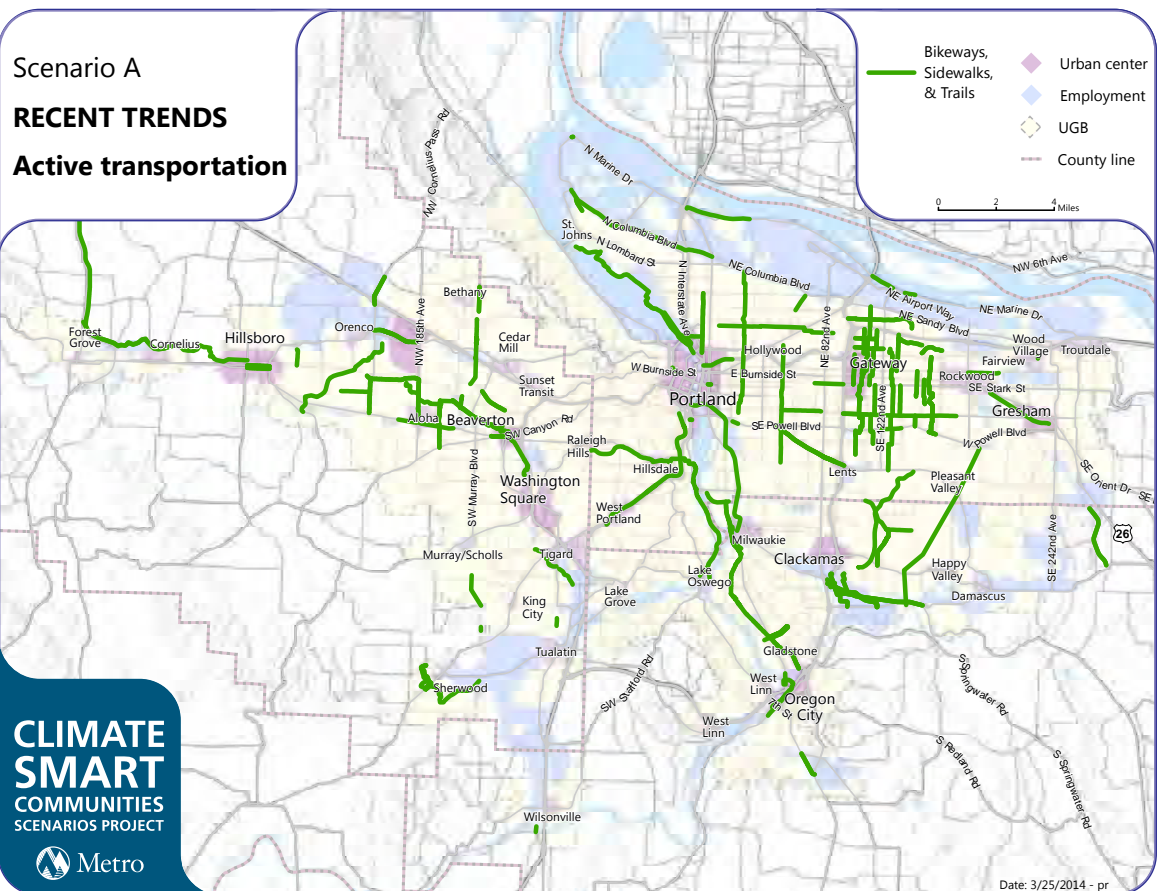 Scenario A
RECENT TRENDS
Active transportation
Bikeways,
Sidewalks,
& Trails
Urban center
Employment
UGB
County line
0 2 4 Miles
NW Cornelius Pass Rd
N Marine Dr
St.
Johns
N Columbia Blvd
N Lombard St
N Interstate Ave
NE Columbia Blvd
NW 6th Ave
NE Airport Way
NE Marine Dr
NE Sandy Blvd
NE 82nd Ave
Bethany
NW 185th Ave
Orenco
Forest
Grove
Cornelius
Hillsboro
Cedar
Mill
Sunset
Transit
Hollywood
W Burnside St
E Burnside St
Portland
Gateway
Wood
Village
Troutdale
Fairview
Rockwood
SE Stark St
Gresham
SE 122nd Ave
W Powell Blvd
Aloha
Beaverton
SW Canyon Rd
SE Powell Blvd
Raleigh
Hills
Hillsdale
Lents
Pleasant
Valley
SE Orient Dr
SW Murray Blvd
Washington
Square
West
Portland
26
Murray/Scholls
Tigard
Milwaukie
Clackamas
SE 242nd Ave
Happy
Valley
Lake
Oswego
Lake
Grove
Damascus
King
City
Tualatin
Gladstone
Sherwood
SW Stafford Rd
West
Linn
7th St
Oregon
City
West
Linn
S Springwater Rd
S Redland Rd
S Springwater Rd
Wilsonville
CLIMATE
SMART
COMMUNITIES
SCENARIOS PROJECT
Metro
Date: 3/25/2014 - pr